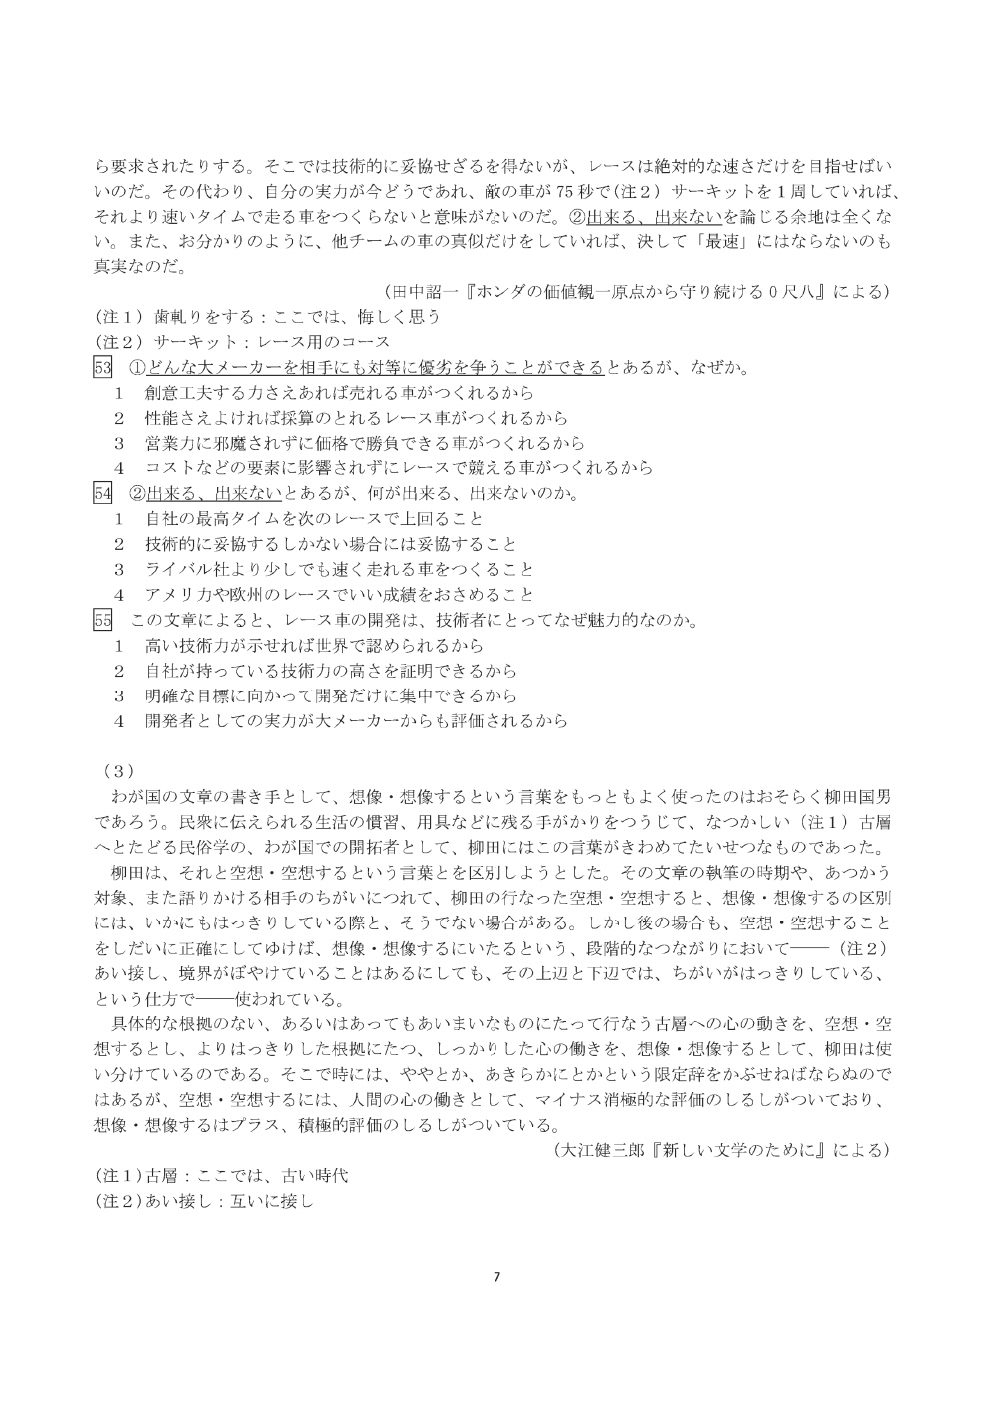 ら要求されたりする。そこでは技術的に妥協せざるを得ないが、レースは絶対的な速さだけを目指せばい
いのだ。その代わり、自分の実力が今どうであれ、敵の車が 75 秒で(注２）サーキットを１周していれば、
それより速いタイムで走る車をつくらないと意味がないのだ。②出来る、出来ないを論じる余地は全くな
い。また、お分かりのように、他チームの車の真似だけをしていれば、決して「最速」にはならないのも
真実なのだ。
（田中詔一『ホンダの価値観一原点から守り続ける０尺八』による）
（注１）歯軋りをする：ここでは、悔しく思う
（注２）サーキット：レース用のコース
53 ①どんな大メーカーを相手にも対等に優劣を争うことができるとあるが、なぜか。
１ 創意工夫する力さえあれば売れる車がつくれるから
２ 性能さえよければ採算のとれるレース車がつくれるから
３ 営業力に邪魔されずに価格で勝負できる車がつくれるから
４ コストなどの要素に影響されずにレースで競える車がつくれるから
54 ②出来る、出来ないとあるが、何が出来る、出来ないのか。
１ 自社の最高タイムを次のレースで上回ること
２ 技術的に妥協するしかない場合には妥協すること
３ ライバル社より少しでも速く走れる車をつくること
４ アメリカや欧州のレースでいい成績をおさめること
55 この文章によると、レース車の開発は、技術者にとってなぜ魅力的なのか。
１ 高い技術力が示せれば世界で認められるから
２ 自社が持っている技術力の高さを証明できるから
３ 明確な目標に向かって開発だけに集中できるから
４ 開発者としての実力が大メーカーからも評価されるから
（３）
わが国の文章の書き手として、想像・想像するという言葉をもっともよく使ったのはおそらく柳田国男
であろう。民衆に伝えられる生活の慣習、用具などに残る手がかりをつうじて、なつかしい（注１）古層
へとたどる民俗学の、わが国での開拓者として、柳田にはこの言葉がきわめてたいせつなものであった。
柳田は、それと空想・空想するという言葉とを区別しようとした。その文章の執筆の時期や、あつかう
対象、また語りかける相手のちがいにつれて、柳田の行なった空想・空想すると、想像・想像するの区別
には、いかにもはっきりしている際と、そうでない場合がある。しかし後の場合も、空想・空想すること
をしだいに正確にしてゆけば、想像・想像するにいたるという、段階的なつながりにおいて――（注２）
あい接し、境界がぼやけていることはあるにしても、その上辺と下辺では、ちがいがはっきりしている、
という仕方で――使われている。
具体的な根拠のない、あるいはあってもあいまいなものにたって行なう古層への心の動きを、空想・空
想するとし、よりはっきりした根拠にたつ、しっかりした心の働きを、想像・想像するとして、柳田は使
い分けているのである。そこで時には、ややとか、あきらかにとかという限定辞をかぶせねばならぬので
はあるが、空想・空想するには、人間の心の働きとして、マイナス消極的な評価のしるしがついており、
想像・想像するはプラス、積極的評価のしるしがついている。
（大江健三郎『新しい文学のために』による）
（注１）古層：ここでは、古い時代
（注２）あい接し：互いに接し
7